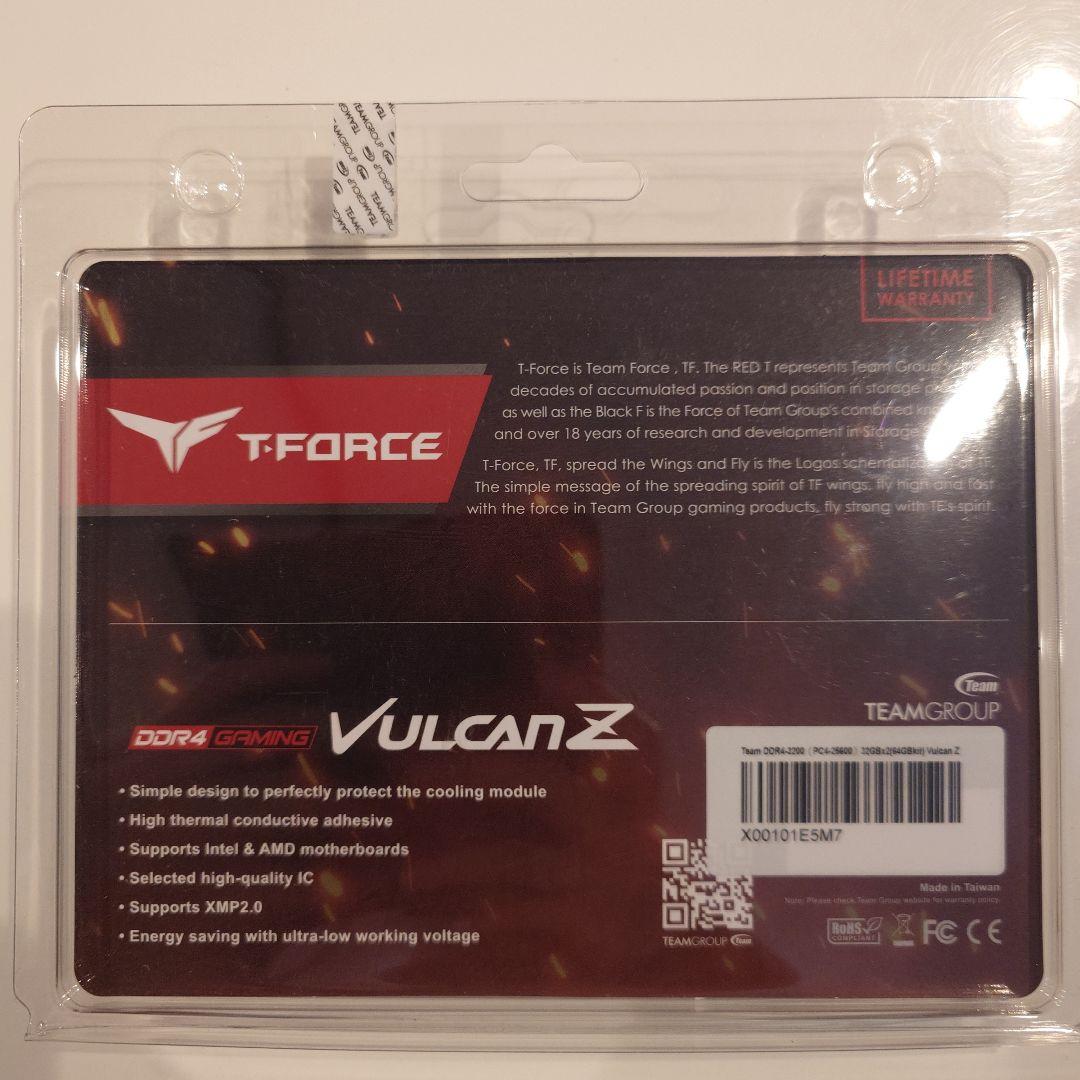 LIFETIME
WARRANTY
T-Force is Team Force , TF. The RED T represents Team Group
decades of accumulated passion and position in storage
as well as the Black F is the Force of Team Group's combined
and over 18 years of research and development in Storage
T-Force, TF, spread the Wings and Fly is the Logos of TF.
The simple message of the spreading spirit of TF wings, fly high and fast
with the force in Team Group gaming products, fly strong with TF's spirit.
T-FORCE
Team
TEAMGROUP
DDR4 GAMING VULCAN Z
Team DDR4-3200 (PC4-25600) 32GBx2(64GBkit) Vulcan Z
X00101E5M7
• Simple design to perfectly protect the cooling module
• High thermal conductive adhesive
• Supports Intel & AMD motherboards
• Selected high-quality IC
• Supports XMP2.0
• Energy saving with ultra-low working voltage
TEAMGROUP Team
Made in Taiwan
Note: Please check Team Group website for warranty policy.
RoHS
COMPLIANT
FC CE